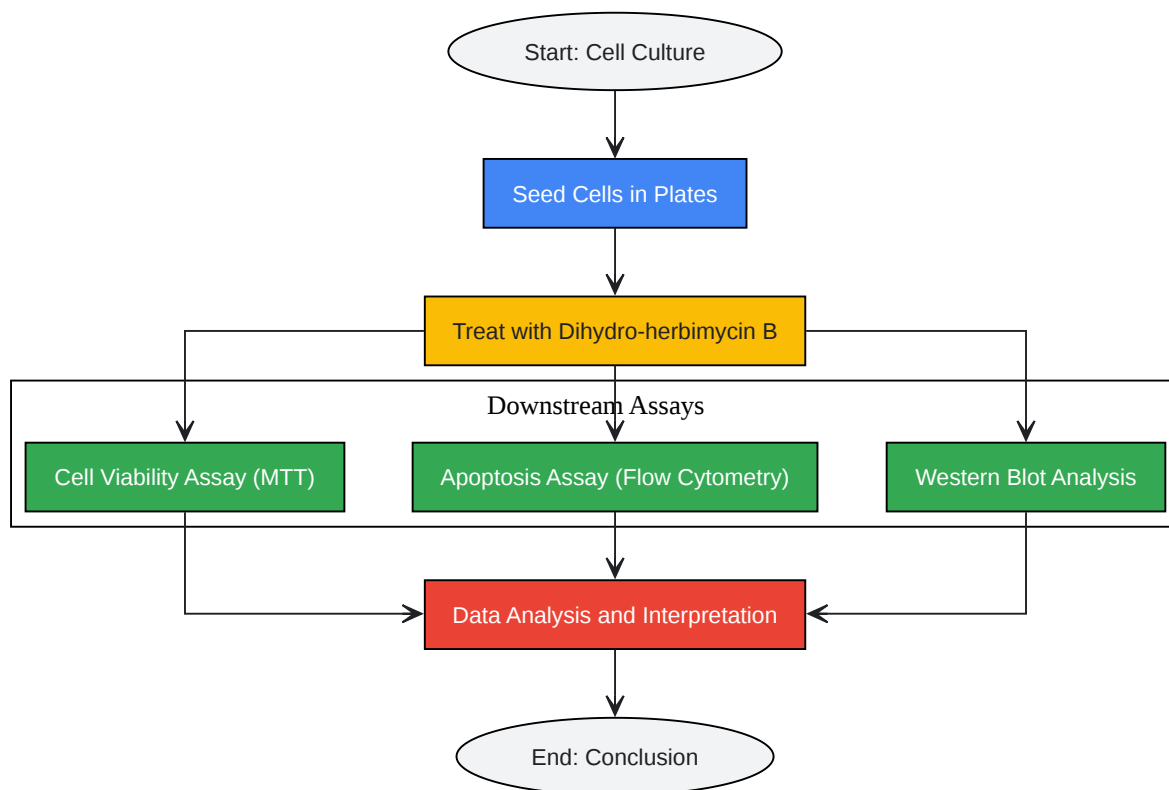 Start: Cell Culture
Seed Cells in Plates
Treat with Dihydro-herbimycin B
Downstream Assays
Cell Viability Assay (MTT)
Apoptosis Assay (Flow Cytometry)
Western Blot Analysis
Data Analysis and Interpretation
End: Conclusion